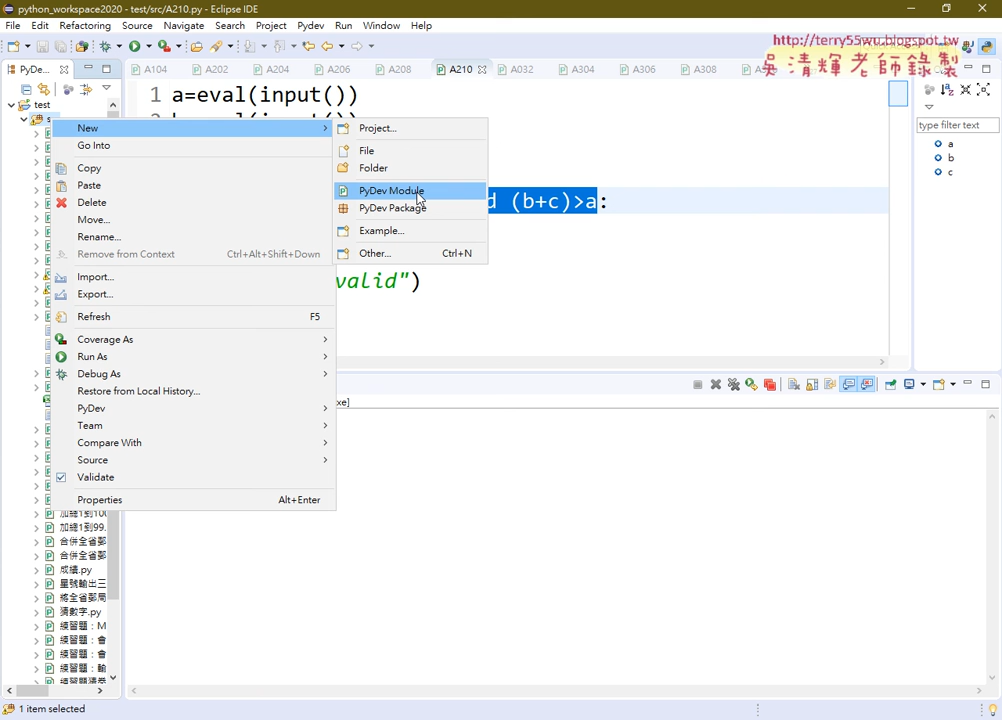 python_workspace2020 - test/src/A210.py - Eclipse IDE
File Edit Refactoring Source Navigate Search Project Pydev Run Window Help
http://terry55wu.blogspot.tw
吳清輝老師錄製
PyDe... A104 A202 A204 A206 A208 A210 A032 A304 A306 A308
test
1 a=eval(input())
d (b+c)>a:
valid")
type filter text
a
b
c
New
Go Into
Copy
Paste
Delete
Move...
Rename...
Remove from Context Ctrl+Alt+Shift+Down
Import...
Export...
Refresh F5
Coverage As
Run As
Debug As
Restore from Local History...
PyDev
Team
Compare With
Source
Validate
Properties Alt+Enter
Project...
File
Folder
PyDev Module
PyDev Package
Example...
Other... Ctrl+N
xe]
加總1到100
加總1到99.
合併全省郵
合併全省郵
成績.py
星號輸出三
將全省郵局
猜數字.py
練習題：M
練習題：會
練習題：會
練習題：輸
1 item selected